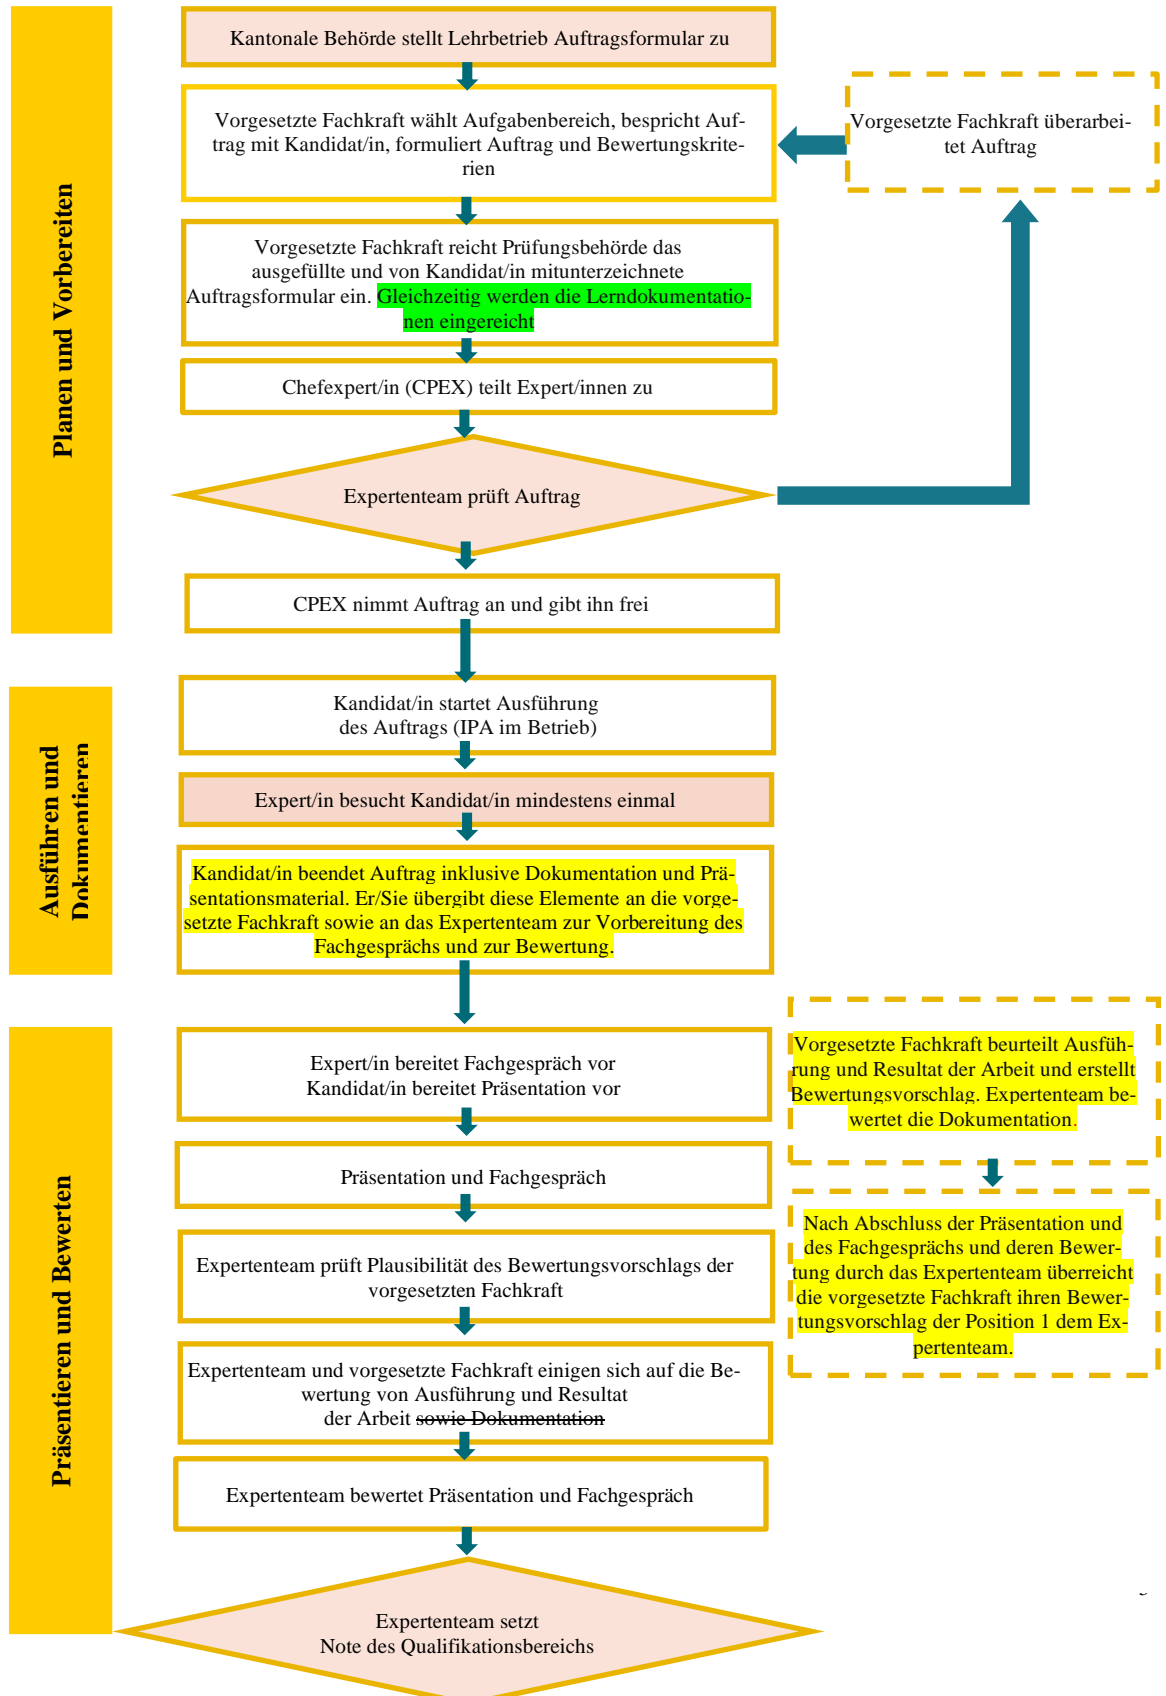 Planen und Vorbereiten
Kantonale Behörde stellt Lehrbetrieb Auftragsformular zu
Vorgesetzte Fachkraft wählt Aufgabenbereich, bespricht Auf-
trag mit Kandidat/in, formuliert Auftrag und Bewertungskrite-
rien
Vorgesetzte Fachkraft überarbei-
tet Auftrag
Vorgesetzte Fachkraft reicht Prüfungsbehörde das
ausgefüllte und von Kandidat/in mitunterzeichnete
Auftragsformular ein. Gleichzeitig werden die Lerndokumentatio-
nen eingereicht
Chefexpert/in (CPEX) teilt Expert/innen zu
Expertenteam prüft Auftrag
CPEX nimmt Auftrag an und gibt ihn frei
Ausführen und
Dokumentieren
Kandidat/in startet Ausführung
des Auftrags (IPA im Betrieb)
Expert/in besucht Kandidat/in mindestens einmal
Kandidat/in beendet Auftrag inklusive Dokumentation und Prä-
sentationsmaterial. Er/Sie übergibt diese Elemente an die vorge-
setzte Fachkraft sowie an das Expertenteam zur Vorbereitung des
Fachgesprächs und zur Bewertung.
Präsentieren und Bewerten
Expert/in bereitet Fachgespräch vor
Kandidat/in bereitet Präsentation vor
Vorgesetzte Fachkraft beurteilt Ausfüh-
rung und Resultat der Arbeit und erstellt
Bewertungsvorschlag. Expertenteam be-
wertet die Dokumentation.
Präsentation und Fachgespräch
Nach Abschluss der Präsentation und
des Fachgesprächs und deren Bewer-
tung durch das Expertenteam überreicht
die vorgesetzte Fachkraft ihren Bewer-
tungsvorschlag der Position 1 dem Ex-
pertenteam.
Expertenteam prüft Plausibilität des Bewertungsvorschlags der
vorgesetzten Fachkraft
Expertenteam und vorgesetzte Fachkraft einigen sich auf die Be-
wertung von Ausführung und Resultat
der Arbeit sowie Dokumentation
Expertenteam bewertet Präsentation und Fachgespräch
Expertenteam setzt
Note des Qualifikationsbereichs